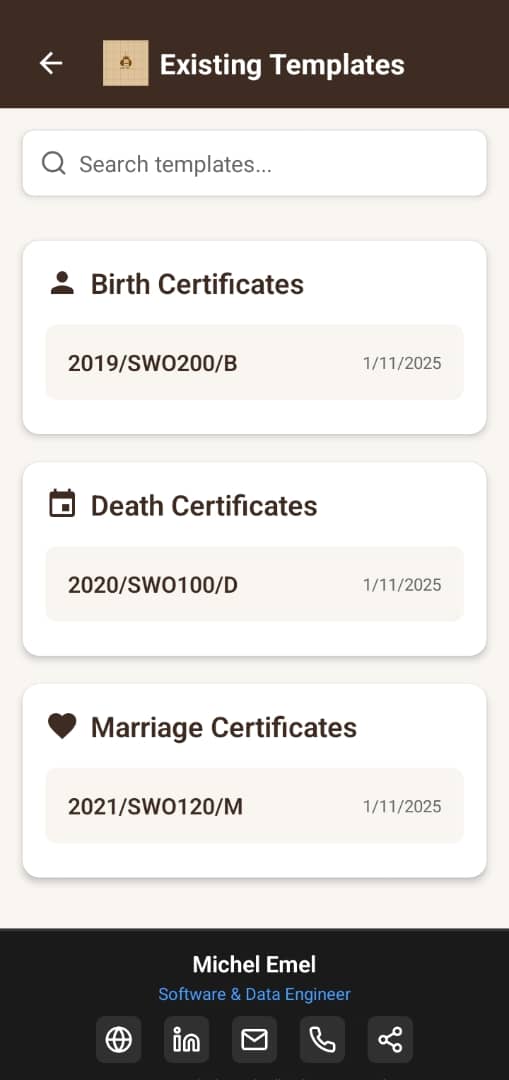 Existing Templates
Search templates...
Birth Certificates
2019/SWO200/B 1/11/2025
Death Certificates
2020/SWO100/D 1/11/2025
Marriage Certificates
2021/SWO120/M 1/11/2025
Michel Emel
Software & Data Engineer
in